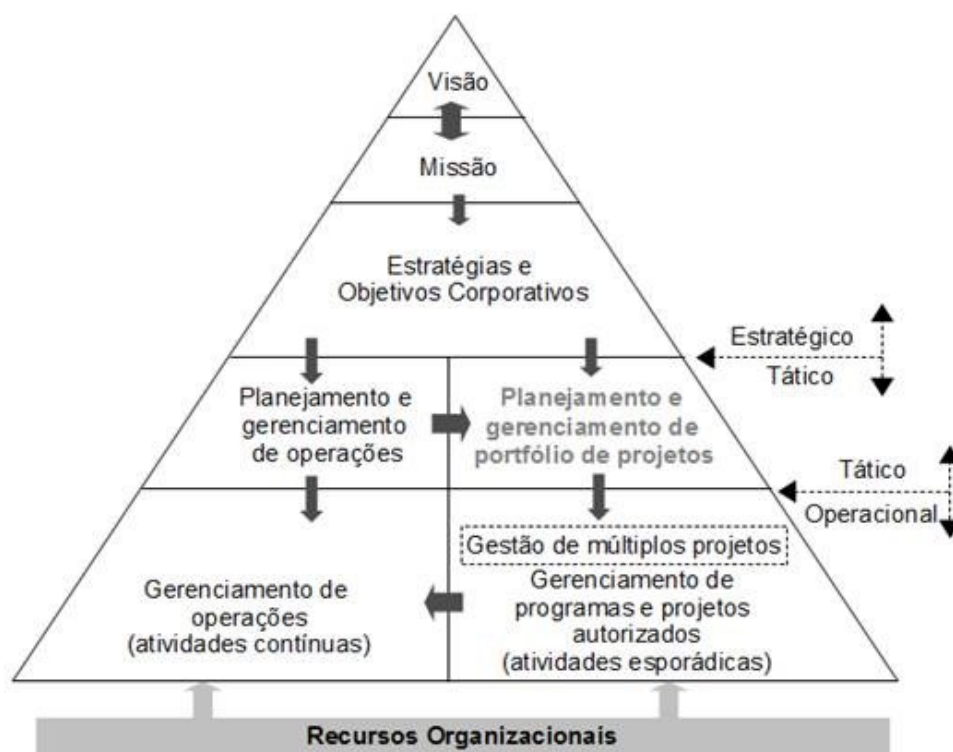 Visão
Missão
Estratégias e
Objetivos Corporativos
Estratégico
Tático
Planejamento e
gerenciamento
de operações
Planejamento e
gerenciamento de
portfólio de projetos
Tático
Operacional
Gestão de múltiplos projetos
Gerenciamento de
operações
(atividades contínuas)
Gerenciamento de
programas e projetos
autorizados
(atividades esporádicas)
Recursos Organizacionais